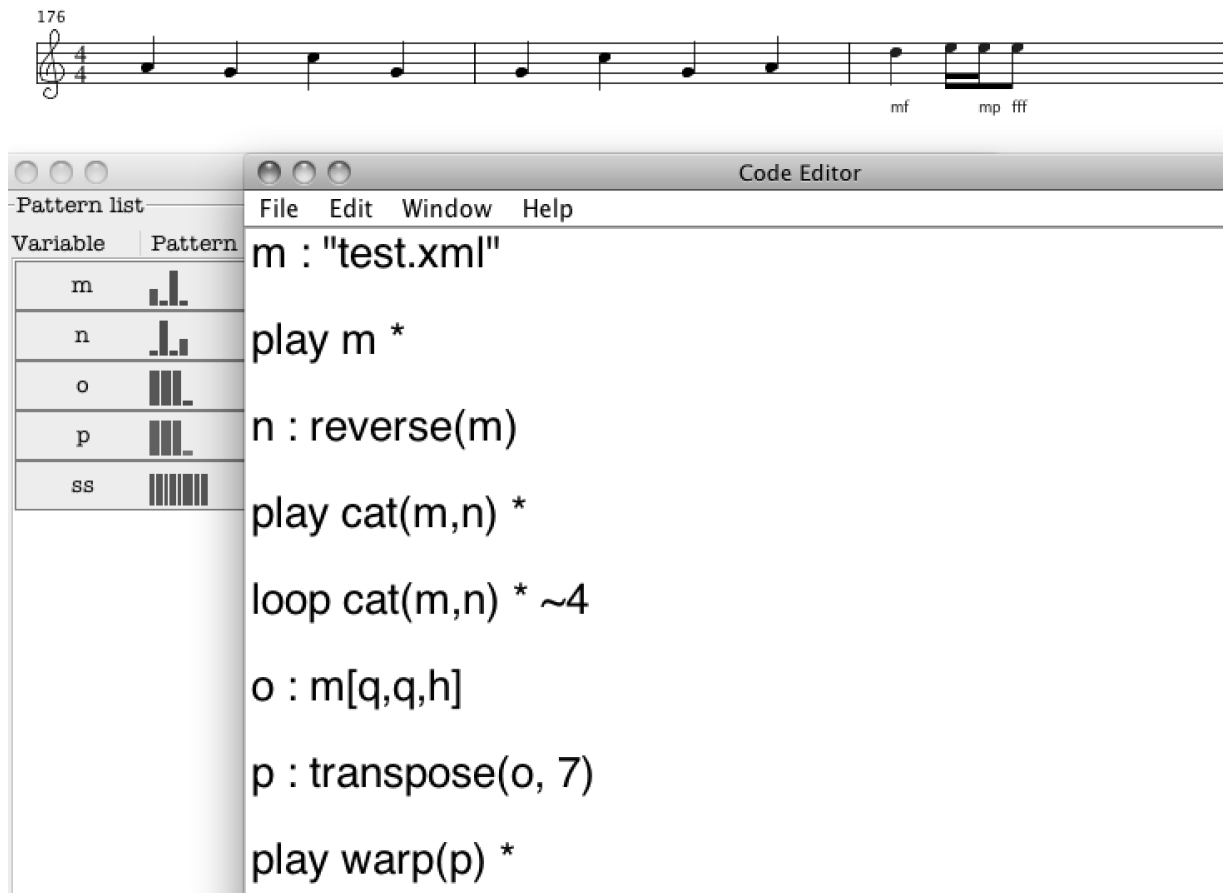 176
4
4
mf mp fff
Code Editor
Pattern list
File Edit Window Help
Variable Pattern
m : "test.xml"
m
n
play m *
o
n : reverse(m)
p
ss
play cat(m,n) *
loop cat(m,n) * ~4
o : m[q,q,h]
p : transpose(o, 7)
play warp(p) *